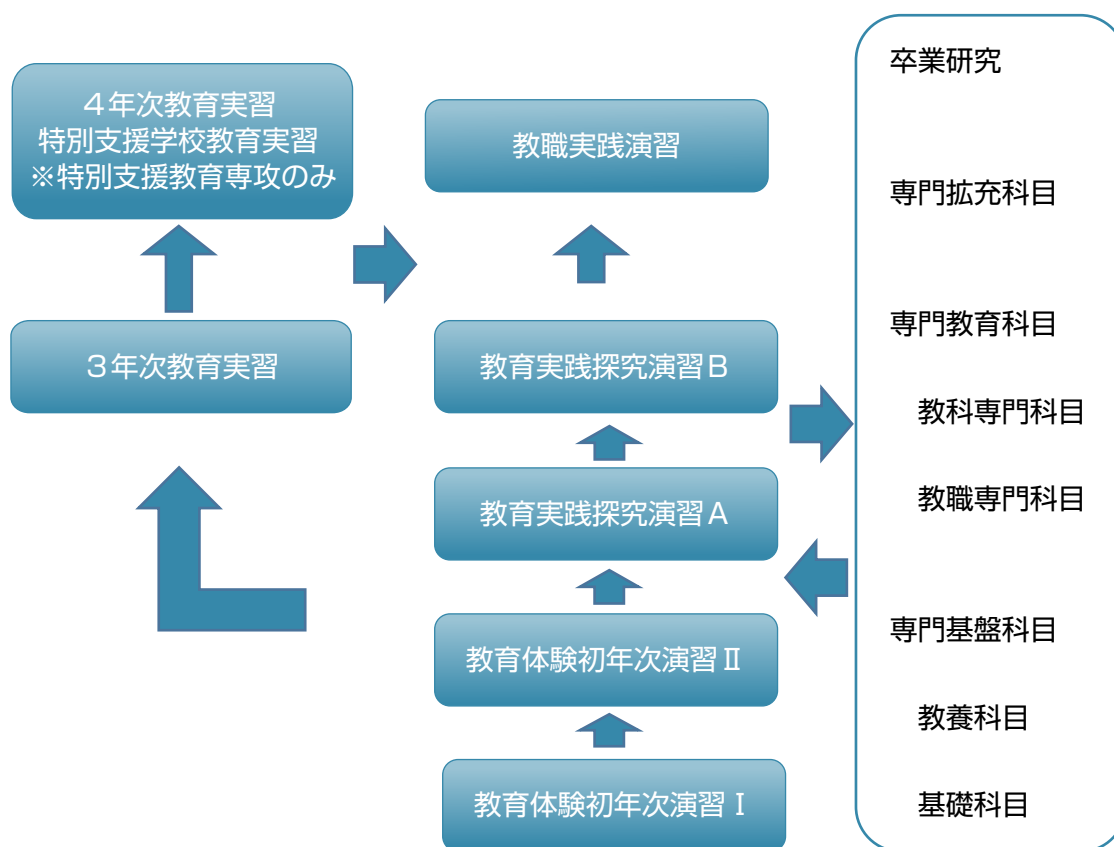 ４年次教育実習
特別支援学校教育実習
※特別支援教育専攻のみ
教職実践演習
３年次教育実習
教育実践探究演習Ｂ
教育実践探究演習Ａ
教育体験初年次演習Ⅱ
教育体験初年次演習Ⅰ
卒業研究
専門拡充科目
専門教育科目
教科専門科目
教職専門科目
専門基盤科目
教養科目
基礎科目